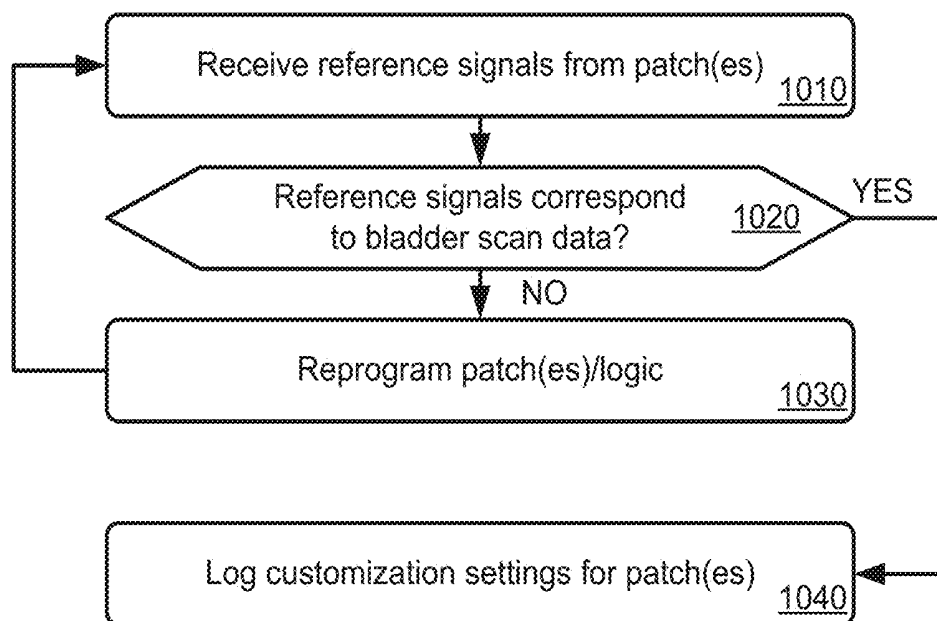 Receive reference signals from patch(es)
1010
Reference signals correspond
to bladder scan data?
1020
YES
NO
Reprogram patch(es)/logic
1030
Log customization settings for patch(es)
1040